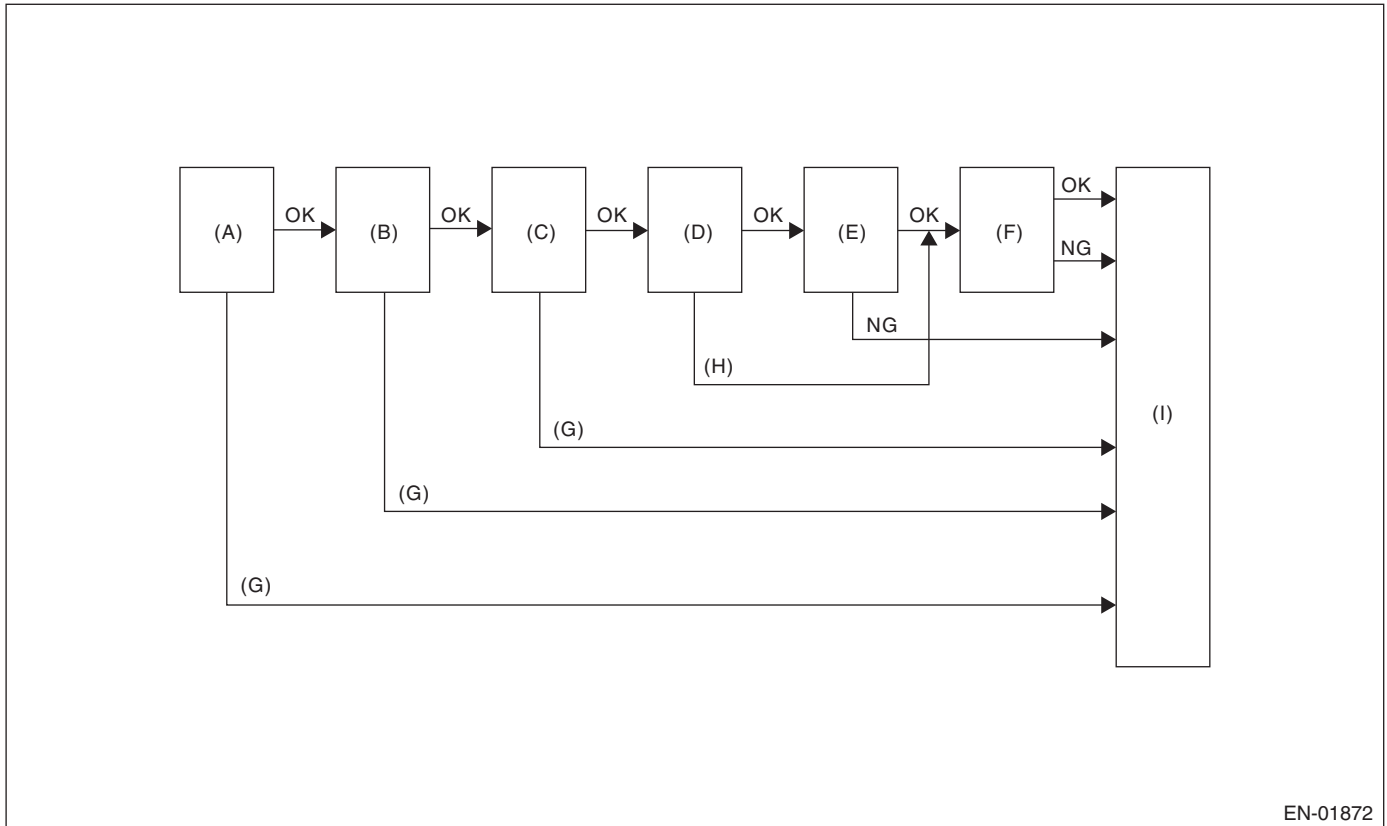 OK
NG
(A) OK (B) OK (C) OK (D) OK (E) OK (F)
NG
(H)
(I)
(G)
(G)
(G)
EN-01872